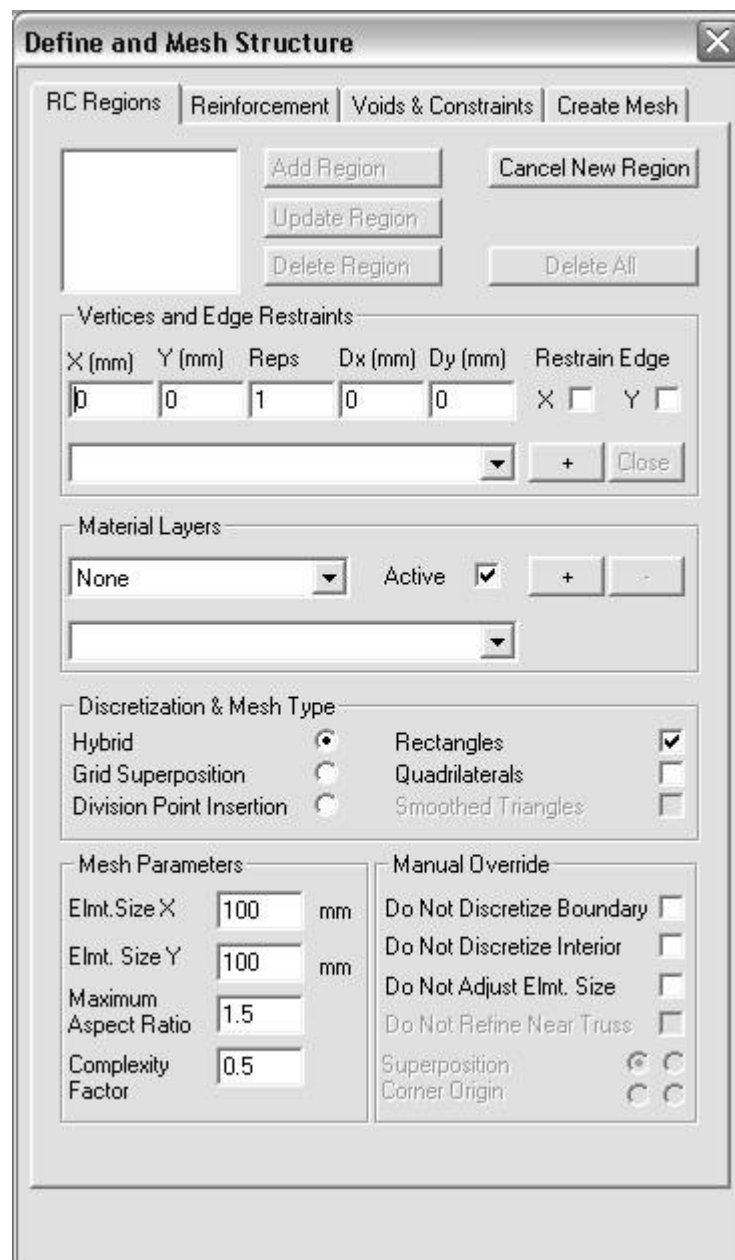 Define and Mesh Structure
RC Regions Reinforcement Voids & Constraints Create Mesh
Add Region Cancel New Region
Update Region
Delete Region Delete All
Vertices and Edge Restraints
X (mm) Y (mm) Reps Dx (mm) Dy (mm) Restrain Edge
0 0 1 0 0 X Y
+ Close
Material Layers
None Active + -
Discretization & Mesh Type
Hybrid Rectangles
Grid Superposition Quadrilaterals
Division Point Insertion Smoothed Triangles
Mesh Parameters
Elmt.Size X 100 mm
Elmt. Size Y 100 mm
Maximum
Aspect Ratio 1.5
Complexity
Factor 0.5
Manual Override
Do Not Discretize Boundary
Do Not Discretize Interior
Do Not Adjust Elmt. Size
Do Not Refine Near Truss
Superposition
Corner Origin